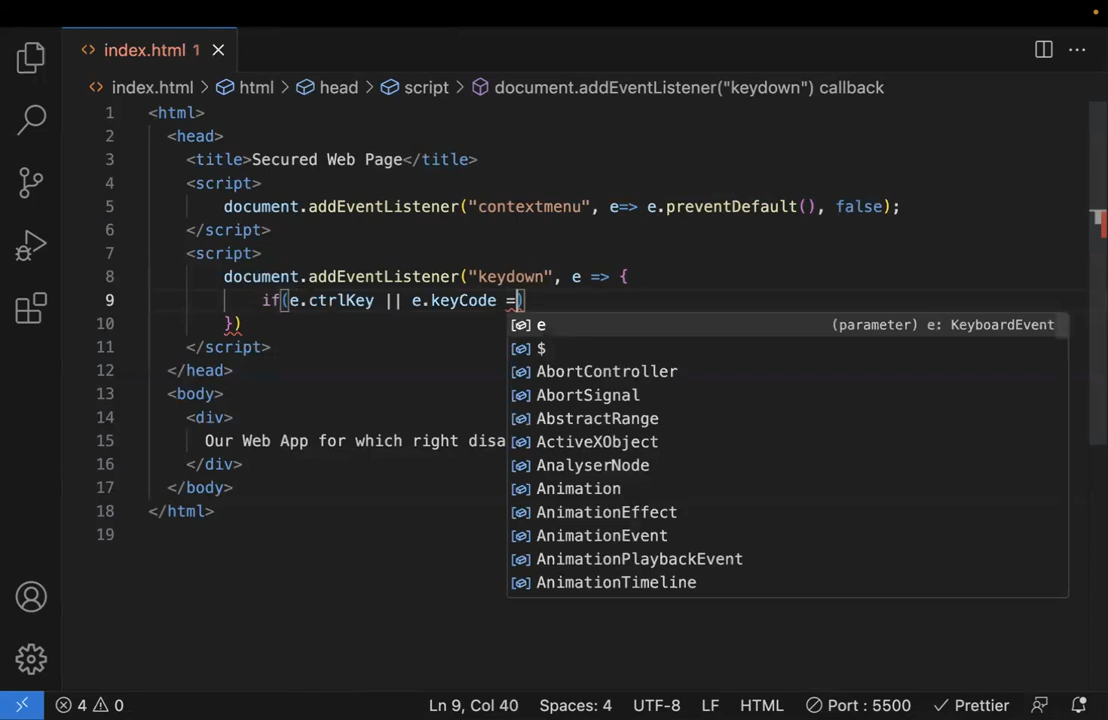 index.html 1
index.html > html > head > script > document.addEventListener("keydown") callback
1 <html>
2 <head>
3 <title>Secured Web Page</title>
4 <script>
5 document.addEventListener("contextmenu", e=> e.preventDefault(), false);
6 </script>
7 <script>
8 document.addEventListener("keydown", e => {
9 if(e.ctrlKey || e.keyCode =)
10 })
11 </script>
12 </head>
13 <body>
14 <div>
15 Our Web App for which right disa
16 </div>
17 </body>
18 </html>
19
e (parameter) e: KeyboardEvent
$
AbortController
AbortSignal
AbstractRange
ActiveXObject
AnalyserNode
Animation
AnimationEffect
AnimationEvent
AnimationPlaybackEvent
AnimationTimeline
4 0 Ln 9, Col 40 Spaces: 4 UTF-8 LF HTML Port : 5500 Prettier